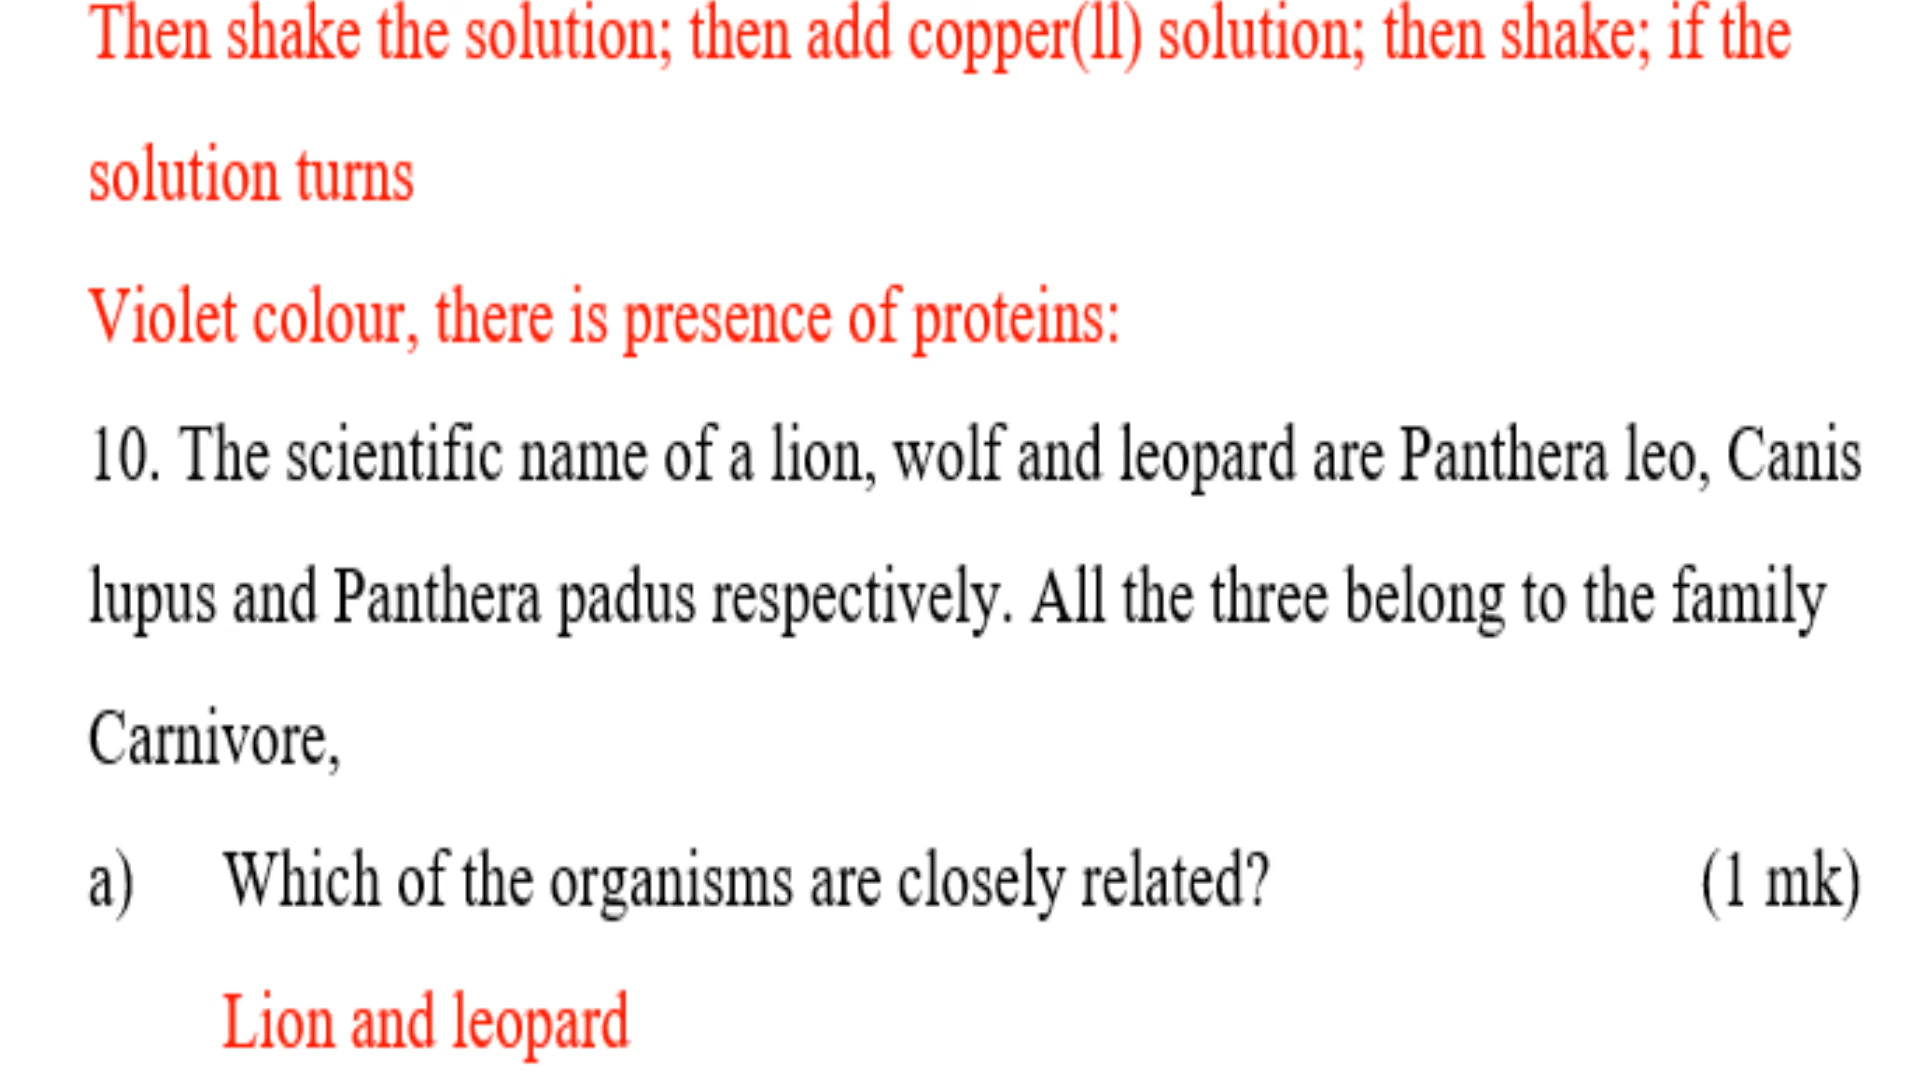 Then shake the solution; then add copper(ll) solution; then shake; if the
solution turns
Violet colour, there is presence of proteins:
10. The scientific name of a lion, wolf and leopard are Panthera leo, Canis
lupus and Panthera padus respectively. All the three belong to the family
Carnivore,
a) Which of the organisms are closely related? (1 mk)
Lion and leopard